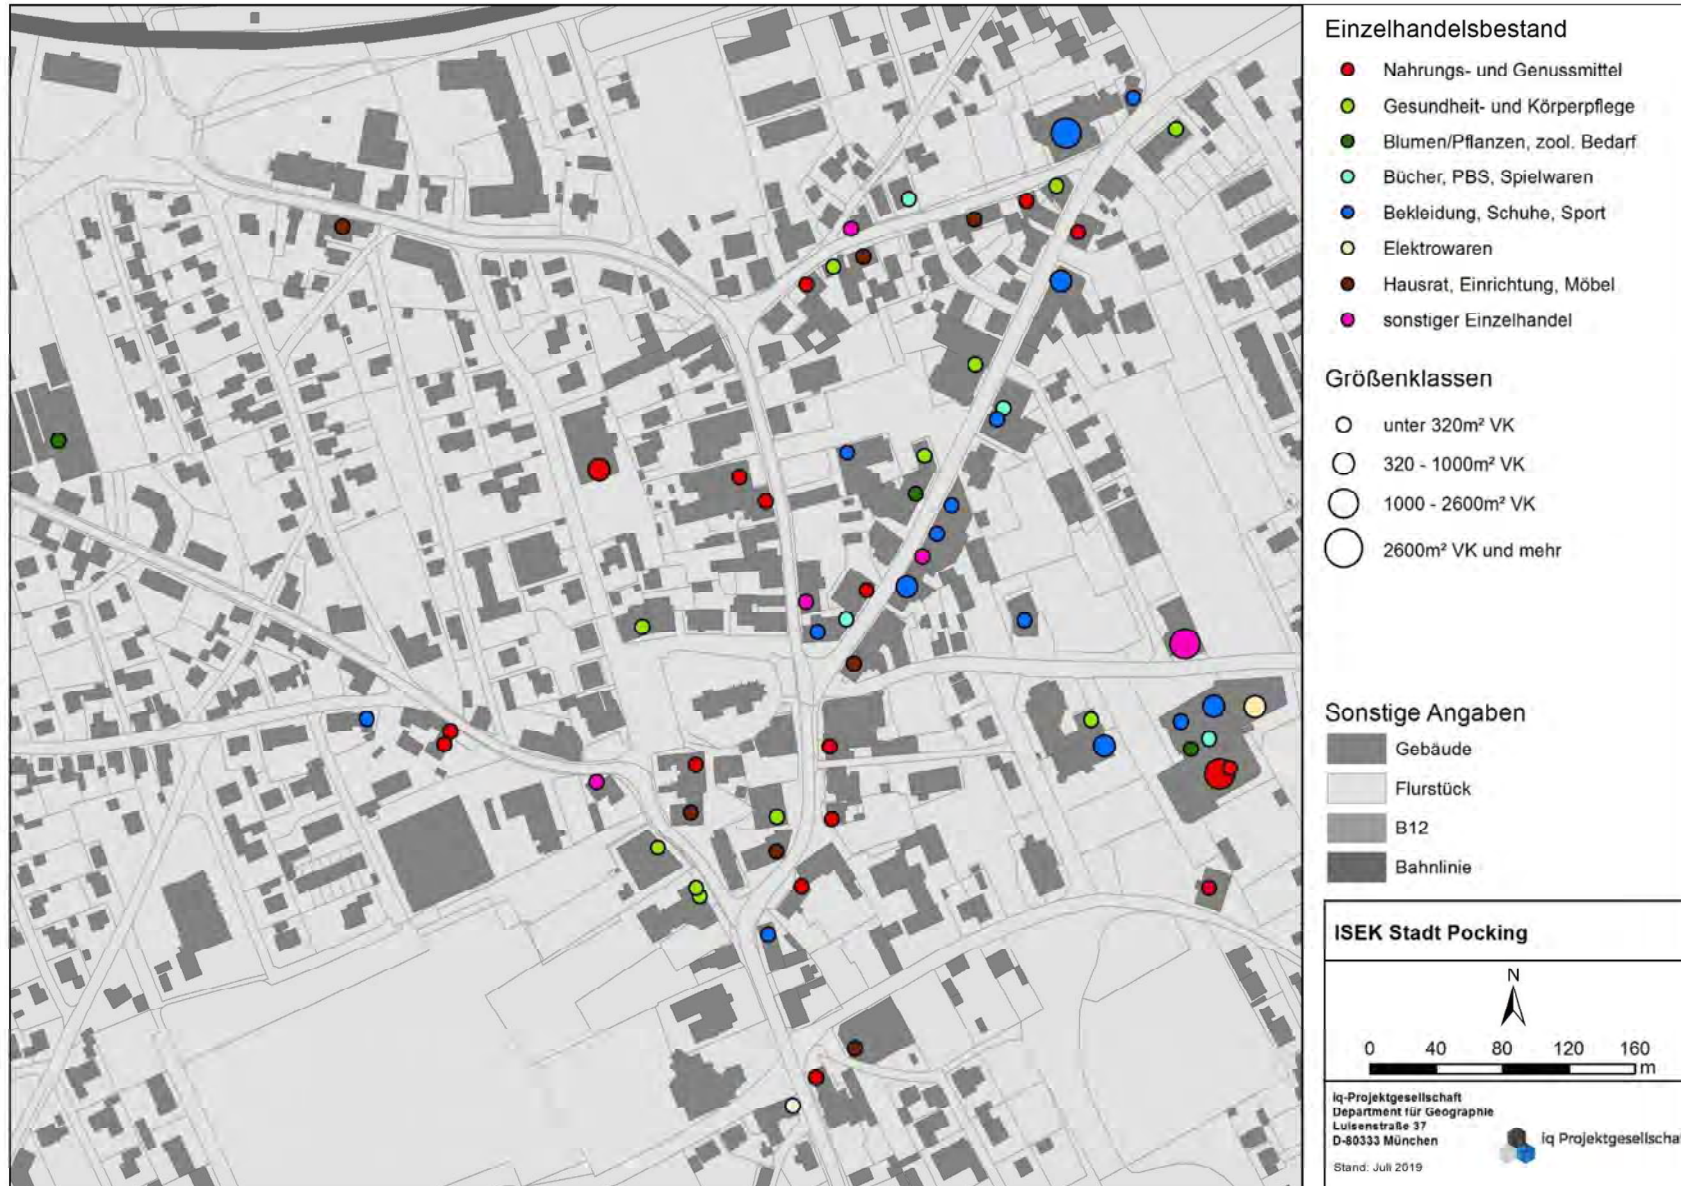 Einzelhandelsbestand
Nahrungs- und Genussmittel
Gesundheit- und Körperpflege
Blumen/Pflanzen, zool. Bedarf
Bücher, PBS, Spielwaren
Bekleidung, Schuhe, Sport
Elektrowaren
Hausrat, Einrichtung, Möbel
sonstiger Einzelhandel
Größenklassen
unter 320m² VK
320 - 1000m² VK
1000 - 2600m² VK
2600m² VK und mehr
Sonstige Angaben
Gebäude
Flurstück
B12
Bahnlinie
ISEK Stadt Pocking
N
0 40 80 120 160
m
iq-Projektgesellschaft
Department für Geographie
Luisenstraße 37
D-80333 München
iq Projektgesellschaf
Stand: Juli 2019